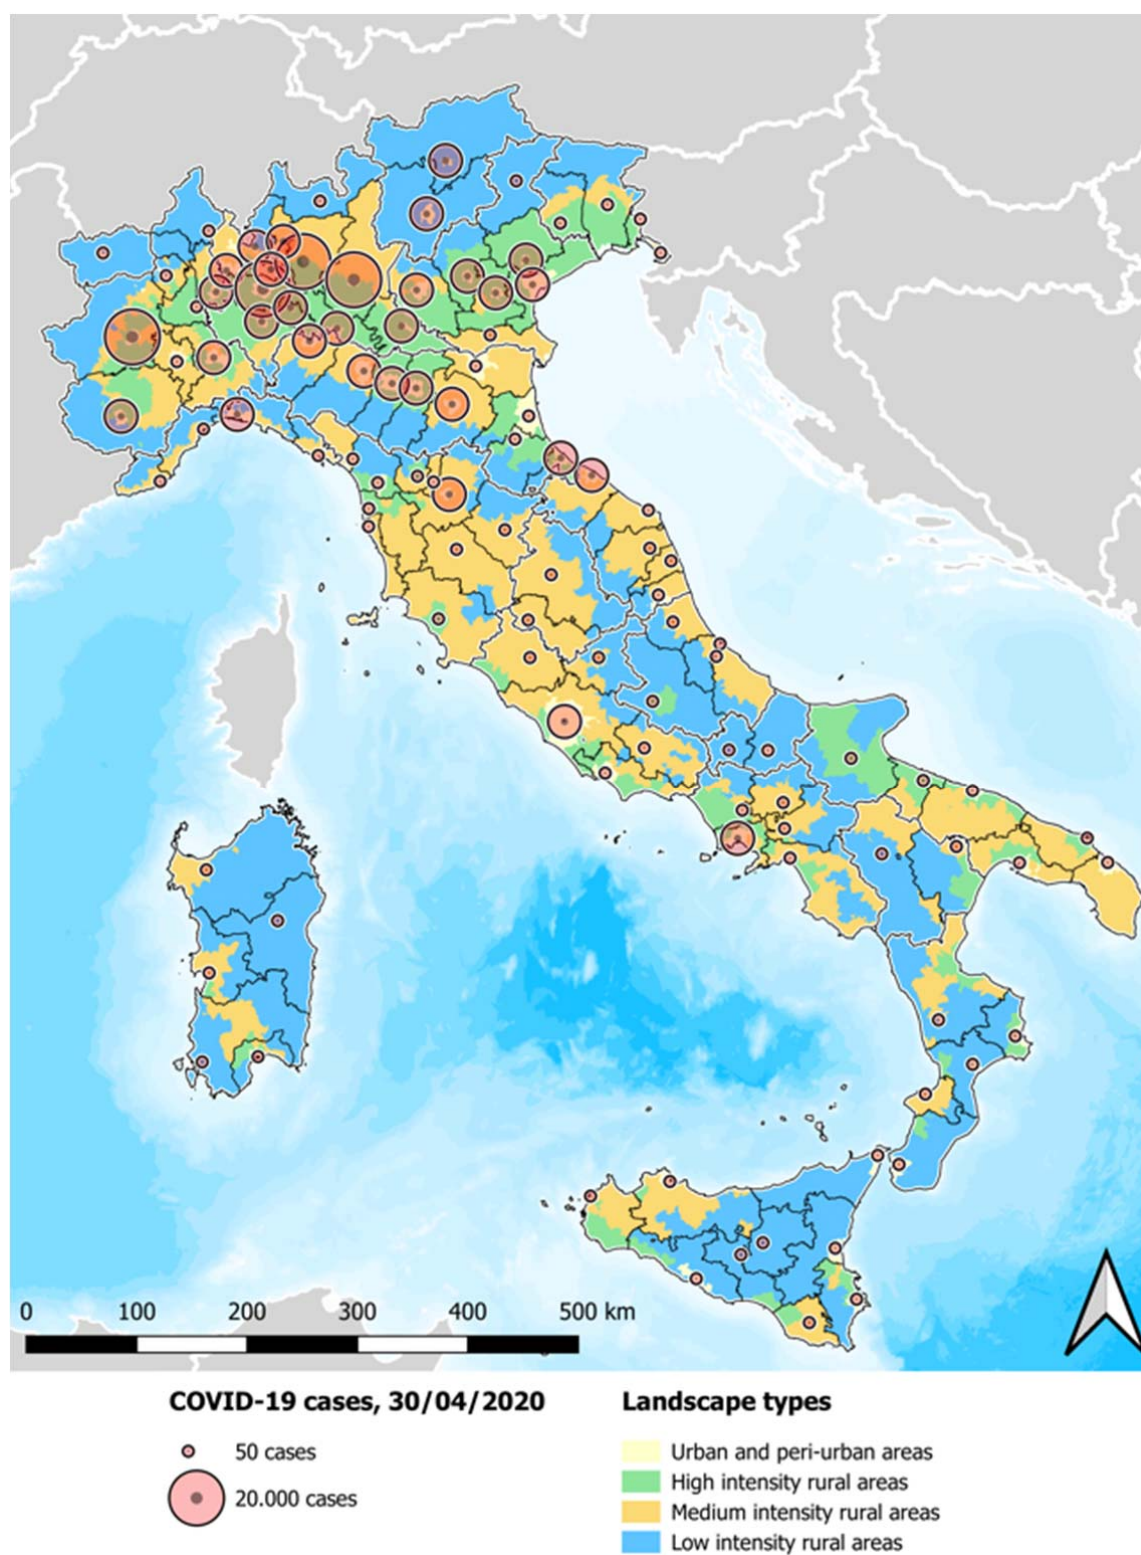 0 100 200 300 400 500 km
COVID-19 cases, 30/04/2020
50 cases
20.000 cases
Landscape types
Urban and peri-urban areas
High intensity rural areas
Medium intensity rural areas
Low intensity rural areas